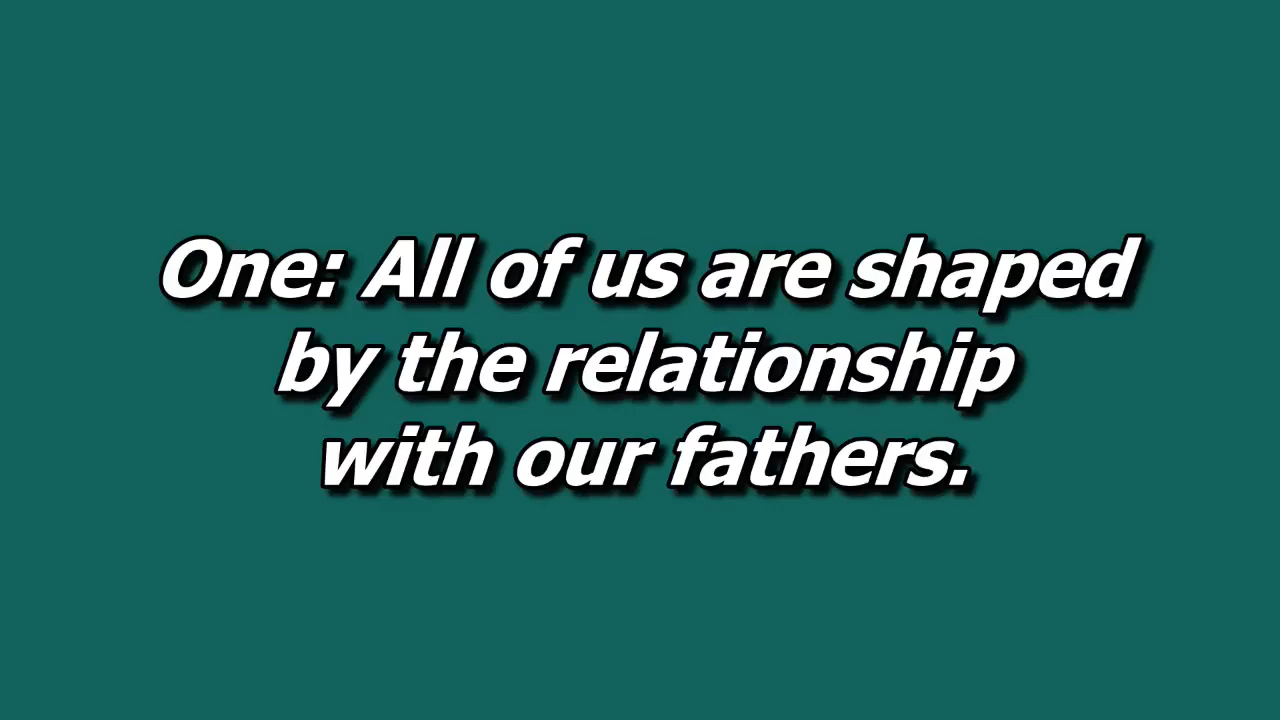 One: All of us are shaped
by the relationship
with our fathers.